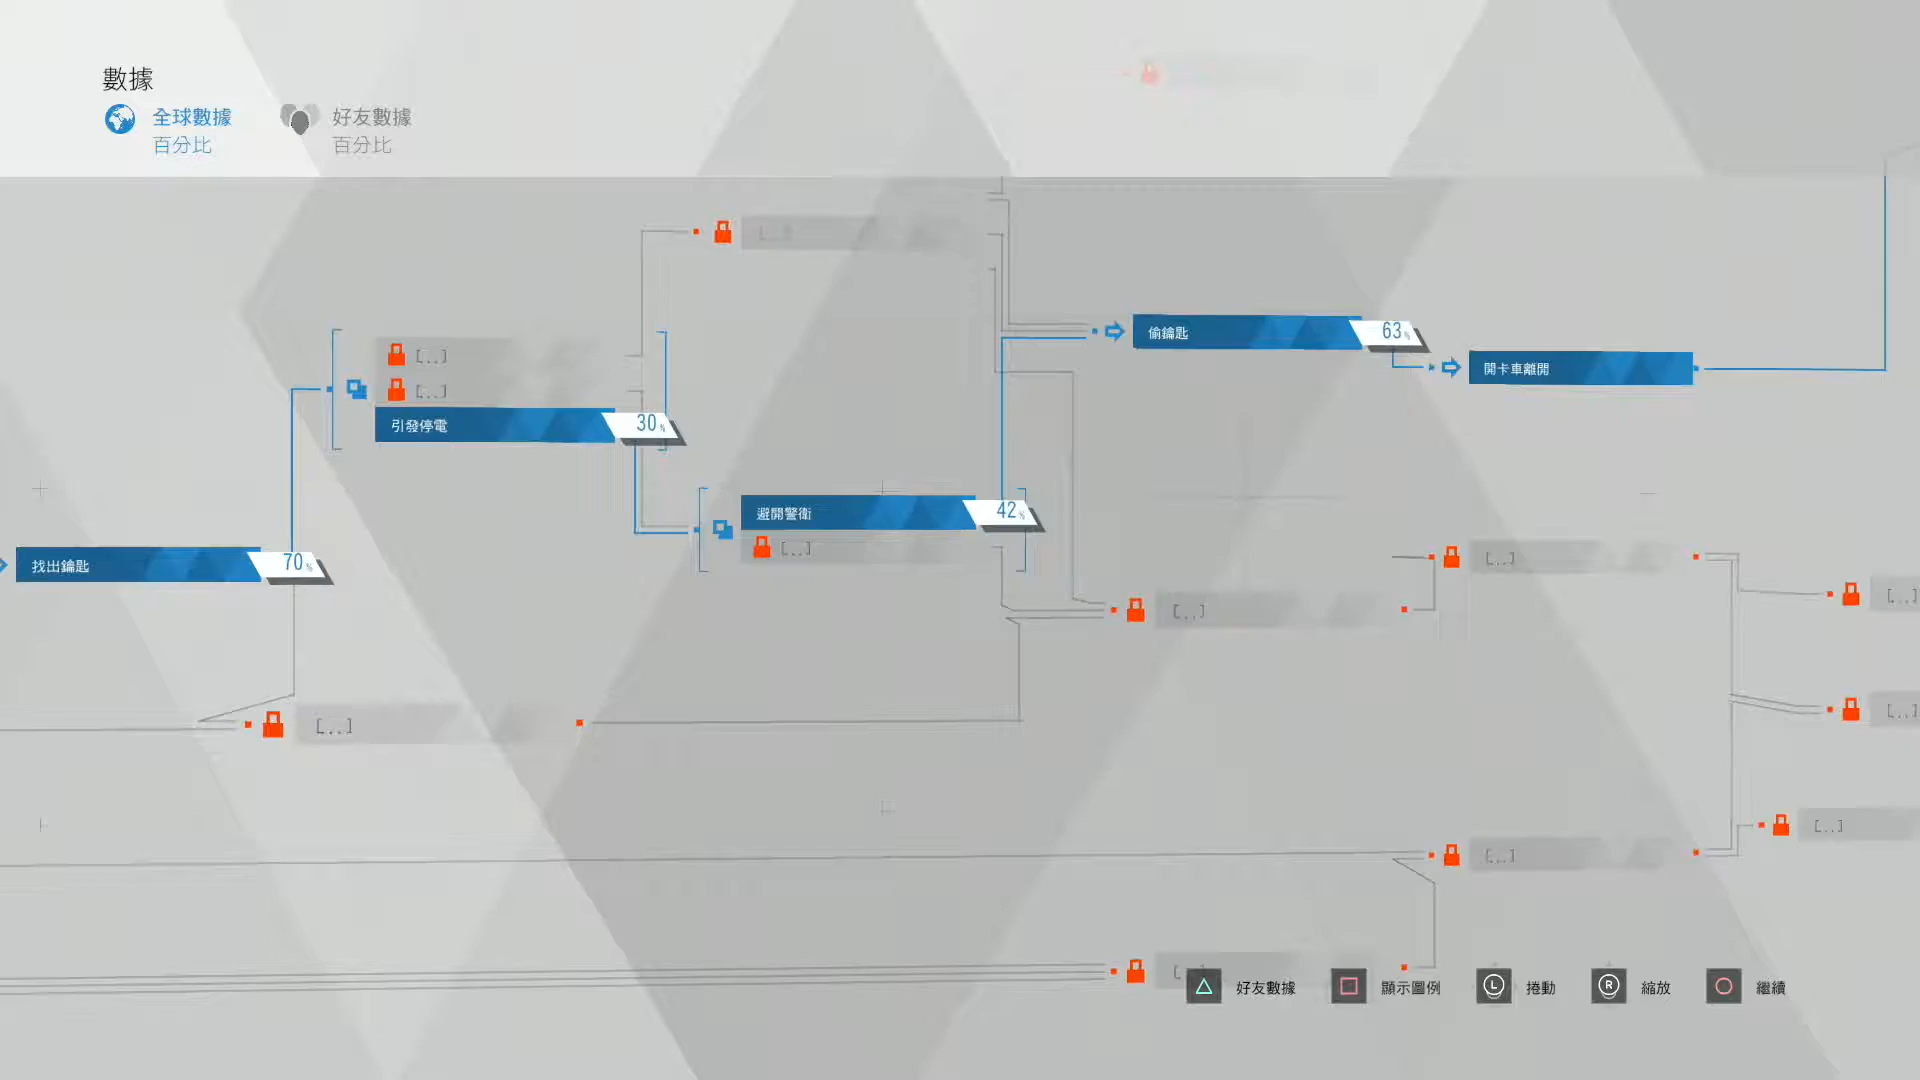 數據
全球數據
百分比
好友數據
百分比
[...]
偷鑰匙
63%
[...]
開卡車離開
[...]
引發停電
30%
避開警衛
42%
[...]
找出鑰匙
70%
[...]
[...]
[...]
[...]
[...]
[...]
[...]
好友數據
顯示圖例
L
捲動
R
縮放
繼續